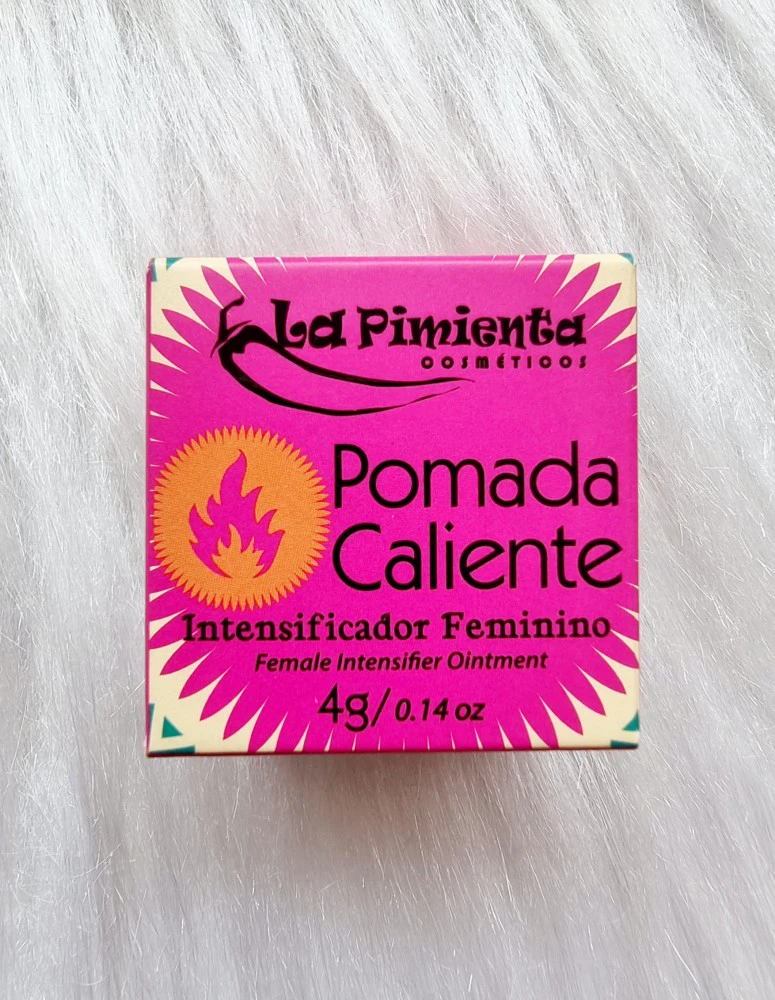 La Pimienta
COSMÉTICOS
Pomada
Caliente
Intensificador Feminino
Female Intensifier Ointment
4g/ 0.14 oz